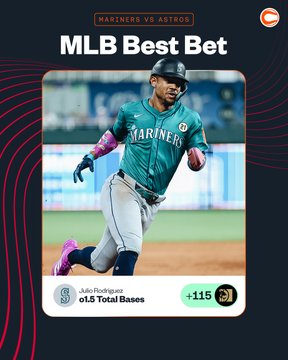 MARINERS VS ASTROS
MLB Best Bet
MARINERS
Julio Rodriguez
o1.5 Total Bases
+115